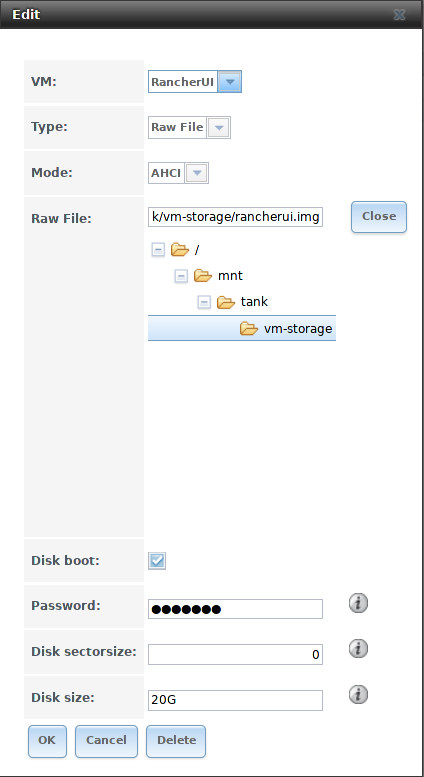 Edit
VM: RancherUI
Type: Raw File
Mode: AHCI
Raw File: k/vm-storage/rancherui.img Close
/
mnt
tank
vm-storage
Disk boot:
Password: ●●●●●●●
Disk sectorsize: 0
Disk size: 20G
OK Cancel Delete